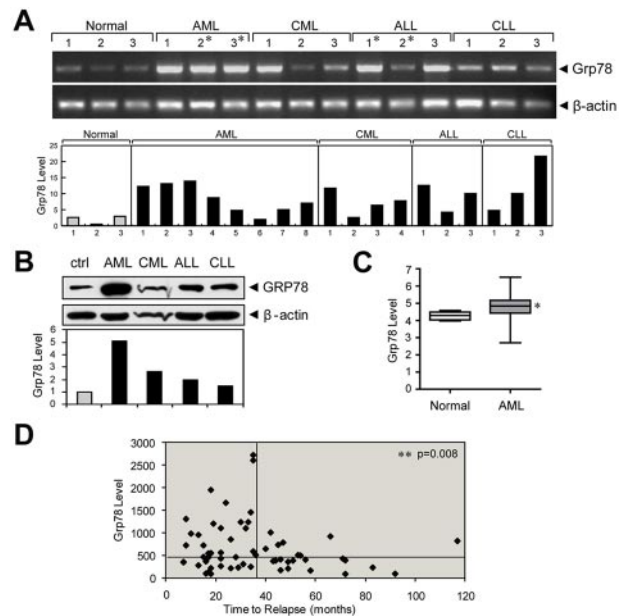 A
Normal AML CML ALL CLL
1 2 3 1 2* 3* 1 2 3 1* 2* 3 1 2 3
Grp78
β-actin
Normal AML CML ALL CLL
Grp78 Level
25
20
15
10
5
0
1 2 3 1 2 3 4 5 6 7 8 1 2 3 4 1 2 3 1 2 3
B
ctrl AML CML ALL CLL
GRP78
β-actin
Grp78 Level
6
5
4
3
2
1
0
C
Grp78 Level
7
6
5
4
3
2
1
0
*
Normal AML
D
Grp78 Level
3000
2500
2000
1500
1000
500
0
** p=0.008
0 20 40 60 80 100 120
Time to Relapse (months)